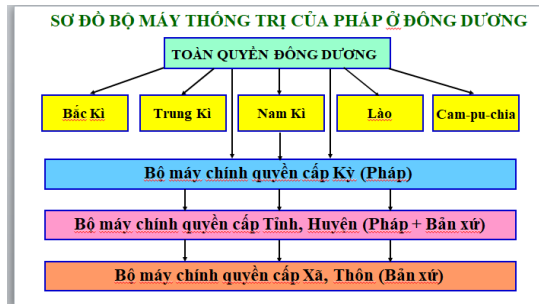 SƠ ĐỒ BỘ MÁY THỐNG TRỊ CỦA PHÁP Ở ĐÔNG DƯƠNG
TOÀN QUYỀN ĐÔNG DƯƠNG
Bắc Kì
Trung Kì
Nam Kì
Lào
Cam-pu-chia
Bộ máy chính quyền cấp Kỳ (Pháp)
Bộ máy chính quyền cấp Tỉnh, Huyện (Pháp + Bản xứ)
Bộ máy chính quyền cấp Xã, Thôn (Bản xứ)